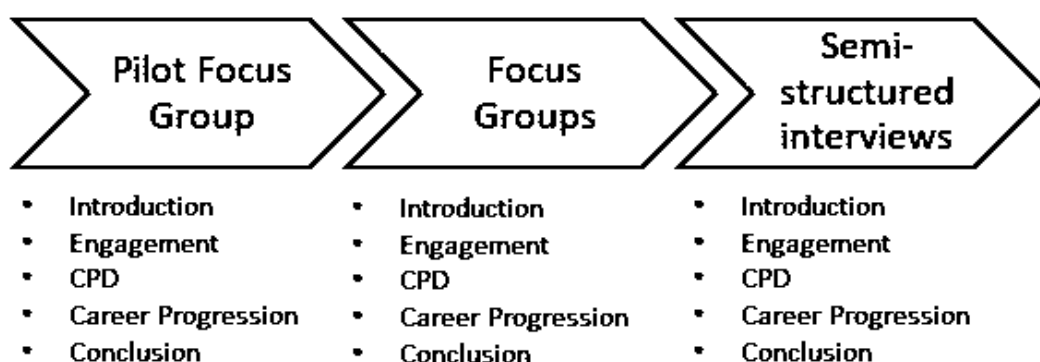 Pilot Focus
Group
Focus
Groups
Semi-
structured
interviews
• Introduction
• Engagement
• CPD
• Career Progression
• Conclusion
• Introduction
• Engagement
• CPD
• Career Progression
• Conclusion
• Introduction
• Engagement
• CPD
• Career Progression
• Conclusion